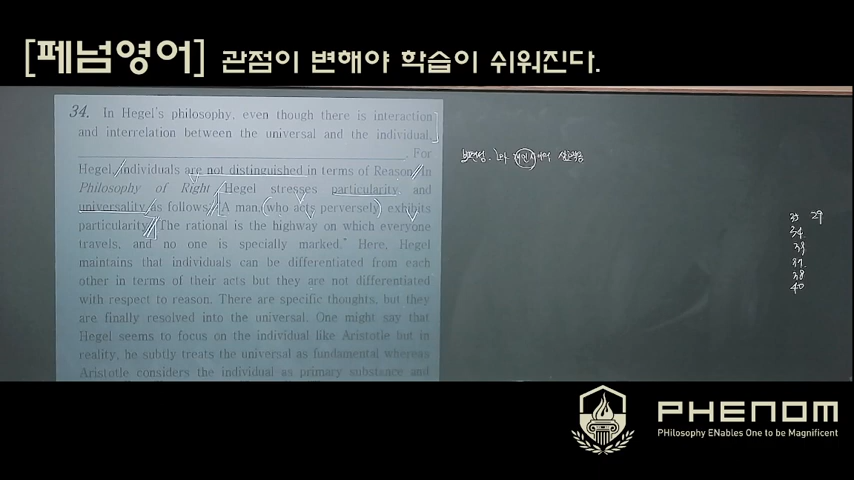 [페넘영어] 관점이 변해야 학습이 쉬워진다.
34. In Hegel's philosophy, even though there is interaction
and interrelation between the universal and the individual,
. For
Hegel, individuals are not distinguished in terms of Reason. In
Philosophy of Right Hegel stresses particularity and
universality as follows: "A man, who acts perversely, exhibits
particularity. The rational is the highway on which everyone
travels, and no one is specially marked." Here, Hegel
maintains that individuals can be differentiated from each
other in terms of their acts but they are not differentiated
with respect to reason. There are specific thoughts, but they
are finally resolved into the universal. One might say that
Hegel seems to focus on the individual like Aristotle but in
reality, he subtly treats the universal as fundamental whereas
Aristotle considers the individual as primary substance and
보편성
33 29
34
37
38
40
PHENOM
PHilosophy ENables One to be Magnificent